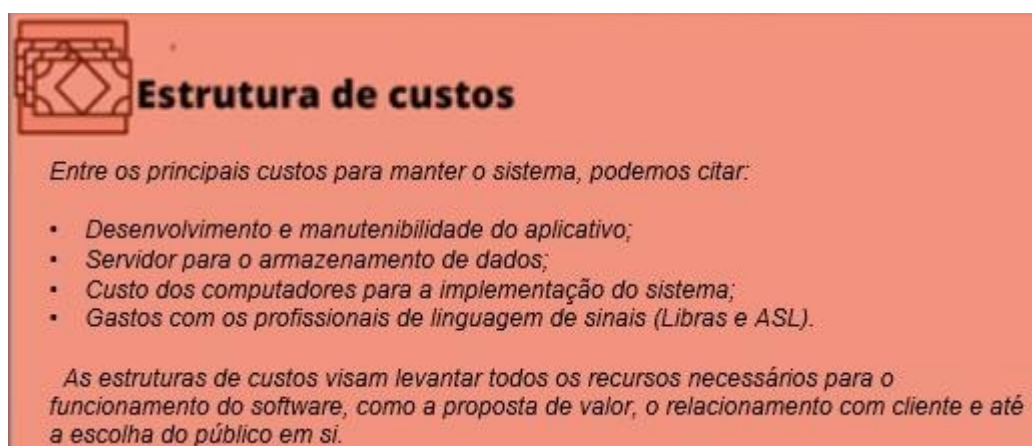 Estrutura de custos
Entre os principais custos para manter o sistema, podemos citar:
• Desenvolvimento e manutenibilidade do aplicativo;
• Servidor para o armazenamento de dados;
• Custo dos computadores para a implementação do sistema;
• Gastos com os profissionais de linguagem de sinais (Libras e ASL).
As estruturas de custos visam levantar todos os recursos necessários para o
funcionamento do software, como a proposta de valor, o relacionamento com cliente e até
a escolha do público em si.